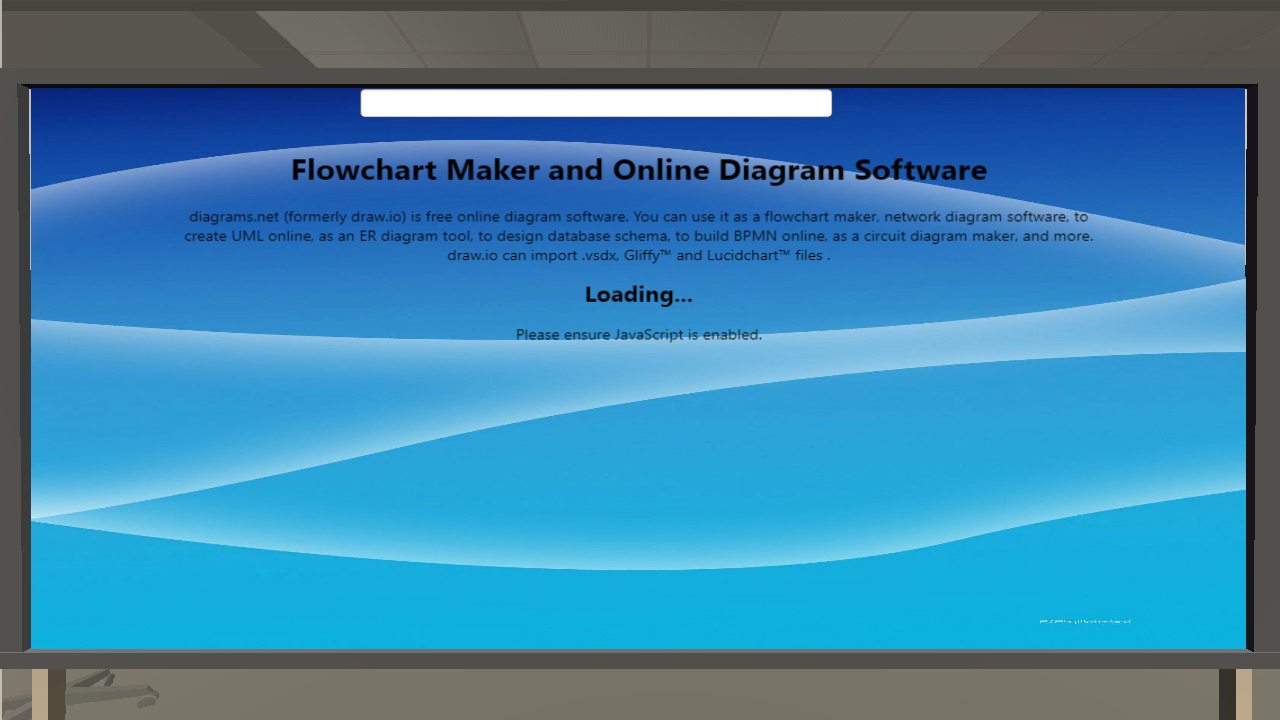 Flowchart Maker and Online Diagram Software
diagrams.net (formerly draw.io) is free online diagram software. You can use it as a flowchart maker, network diagram software, to
create UML online, as an ER diagram tool, to design database schema, to build BPMN online, as a circuit diagram maker, and more.
draw.io can import .vsdx, Gliffy™ and Lucidchart™ files .
Loading...
Please ensure JavaScript is enabled.